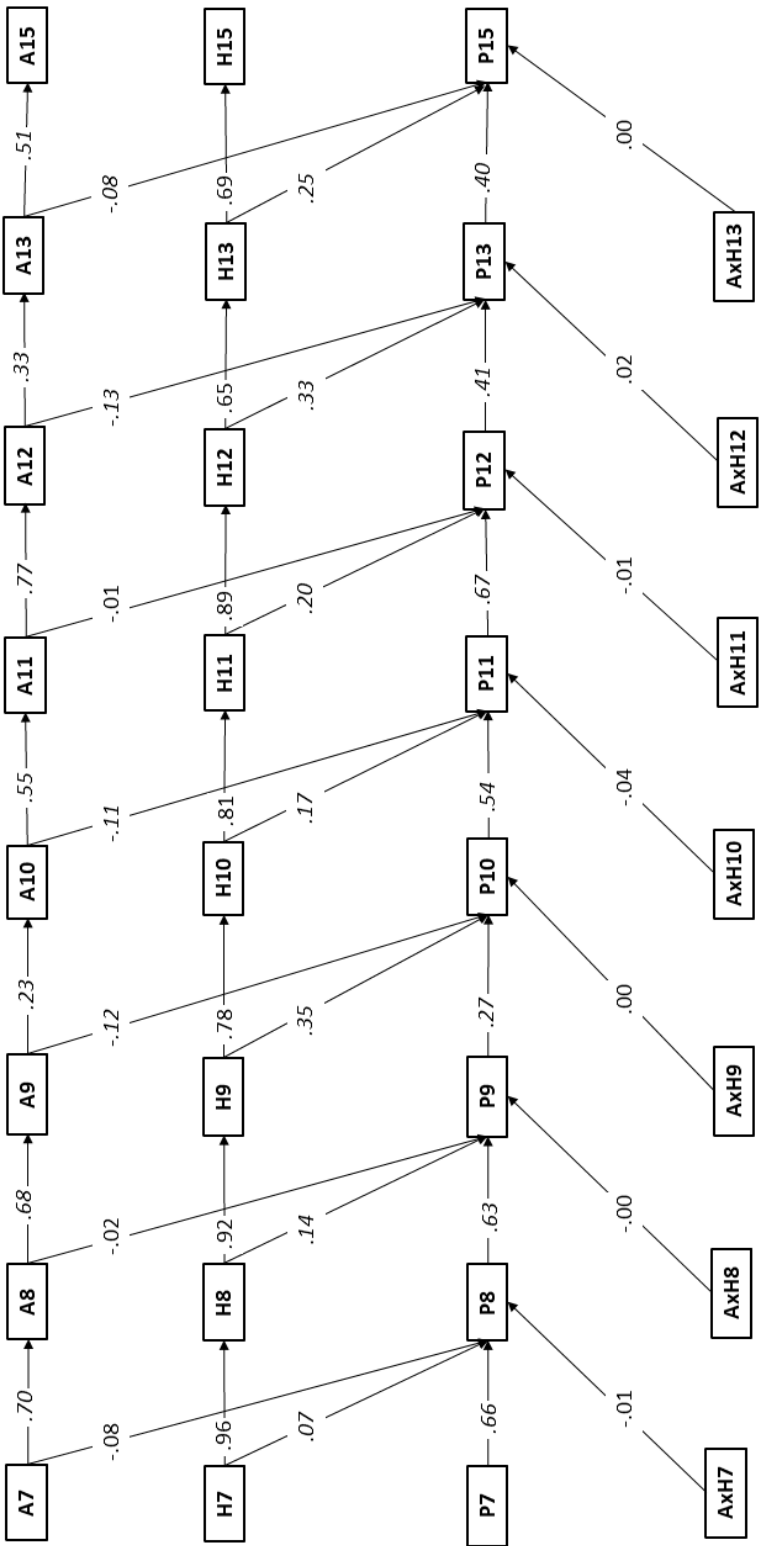 A7 .70 A8 .68 A9 .23 A10 .55 A11 .77 A12 .33 A13 .51 A15
-.08 -.02 -.12 -.11 -.01 -.13 -.08
H7 .96 H8 .92 H9 .78 H10 .81 H11 .89 H12 .65 H13 .69 H15
.07 .14 .35 .17 .20 .33 .25
P7 .66 P8 .63 P9 .27 P10 .54 P11 .67 P12 .41 P13 .40 P15
-.01 -.00 .00 -.04 -.01 .02 .00
AxH7 AxH8 AxH9 AxH10 AxH11 AxH12 AxH13